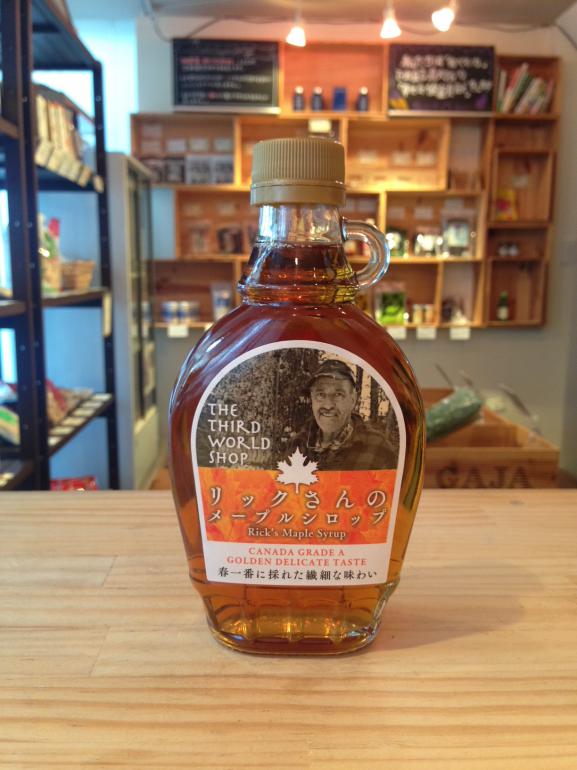 THE
THIRD
WORLD
SHOP
リックさんの
メープルシロップ
Rick's Maple Syrup
CANADA GRADE A
GOLDEN DELICATE TASTE
春一番に採れた繊細な味わい
GAJA